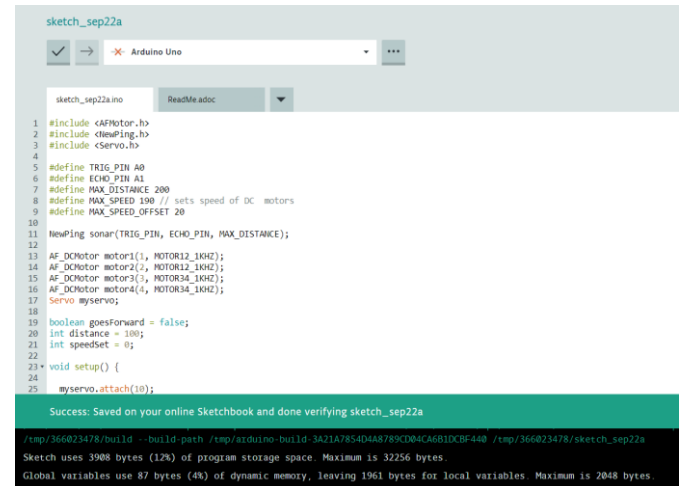 sketch_sep22a
Arduino Uno
sketch_sep22a.ino ReadMe.adoc
1 #include <AFMotor.h>
2 #include <NewPing.h>
3 #include <Servo.h>
4
5 #define TRIG_PIN A0
6 #define ECHO_PIN A1
7 #define MAX_DISTANCE 200
8 #define MAX_SPEED 190 // sets speed of DC  motors
9 #define MAX_SPEED_OFFSET 20
10
11 NewPing sonar(TRIG_PIN, ECHO_PIN, MAX_DISTANCE);
12
13 AF_DCMotor motor1(1, MOTOR12_1KHZ);
14 AF_DCMotor motor2(2, MOTOR12_1KHZ);
15 AF_DCMotor motor3(3, MOTOR34_1KHZ);
16 AF_DCMotor motor4(4, MOTOR34_1KHZ);
17 Servo myservo;
18
19 boolean goesForward = false;
20 int distance = 100;
21 int speedSet = 0;
22
23 void setup() {
24
25 myservo.attach(10);
Success: Saved on your online Sketchbook and done verifying sketch_sep22a
/tmp/366023478/build --build-path /tmp/arduino-build-3A21A7854D4A8789CD04CA6B1DCBF440 /tmp/366023478/sketch_sep22a
Sketch uses 3908 bytes (12%) of program storage space. Maximum is 32256 bytes.
Global variables use 87 bytes (4%) of dynamic memory, leaving 1961 bytes for local variables. Maximum is 2048 bytes.